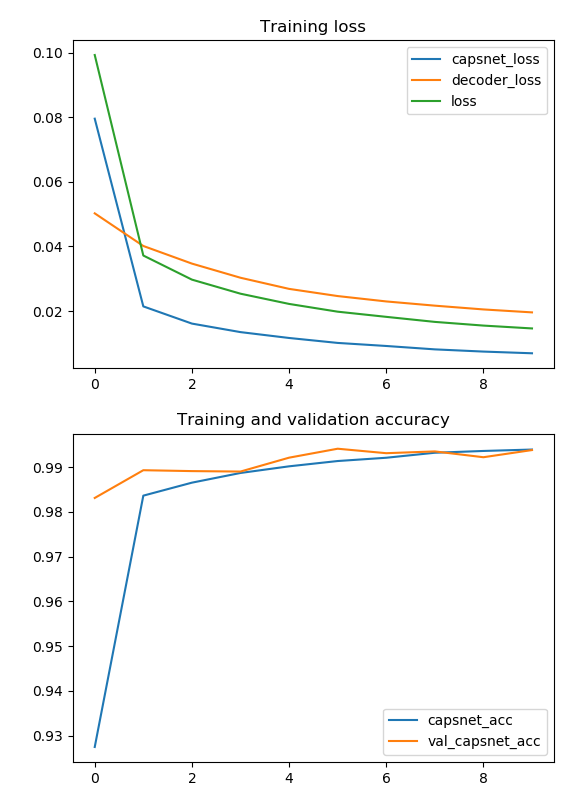 Training loss
0.10
0.08
0.06
0.04
0.02
capsnet_loss
decoder_loss
loss
0 2 4 6 8
Training and validation accuracy
0.99
0.98
0.97
0.96
0.95
0.94
0.93
capsnet_acc
val_capsnet_acc
0 2 4 6 8